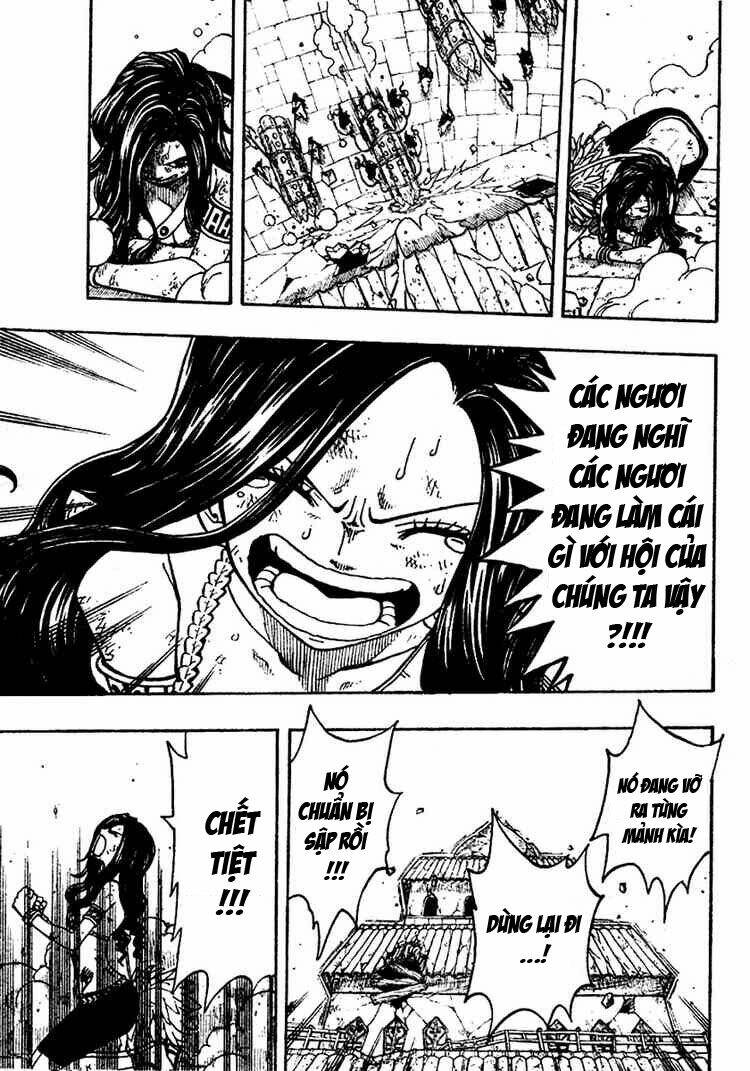 CÁC NGƯƠI
ĐANG NGHĨ
CÁC NGƯƠI
ĐANG LÀM CÁI
GÌ VỚI HỘI CỦA
CHÚNG TA VẬY
?!!!
NÓ ĐANG VỠ
RA TỪNG
MẢNH KÌA!
DỪNG LẠI ĐI
....!
NÓ
CHUẨN BỊ
SẬP RỒI
!!!
CHẾT
TIỆT
!!!